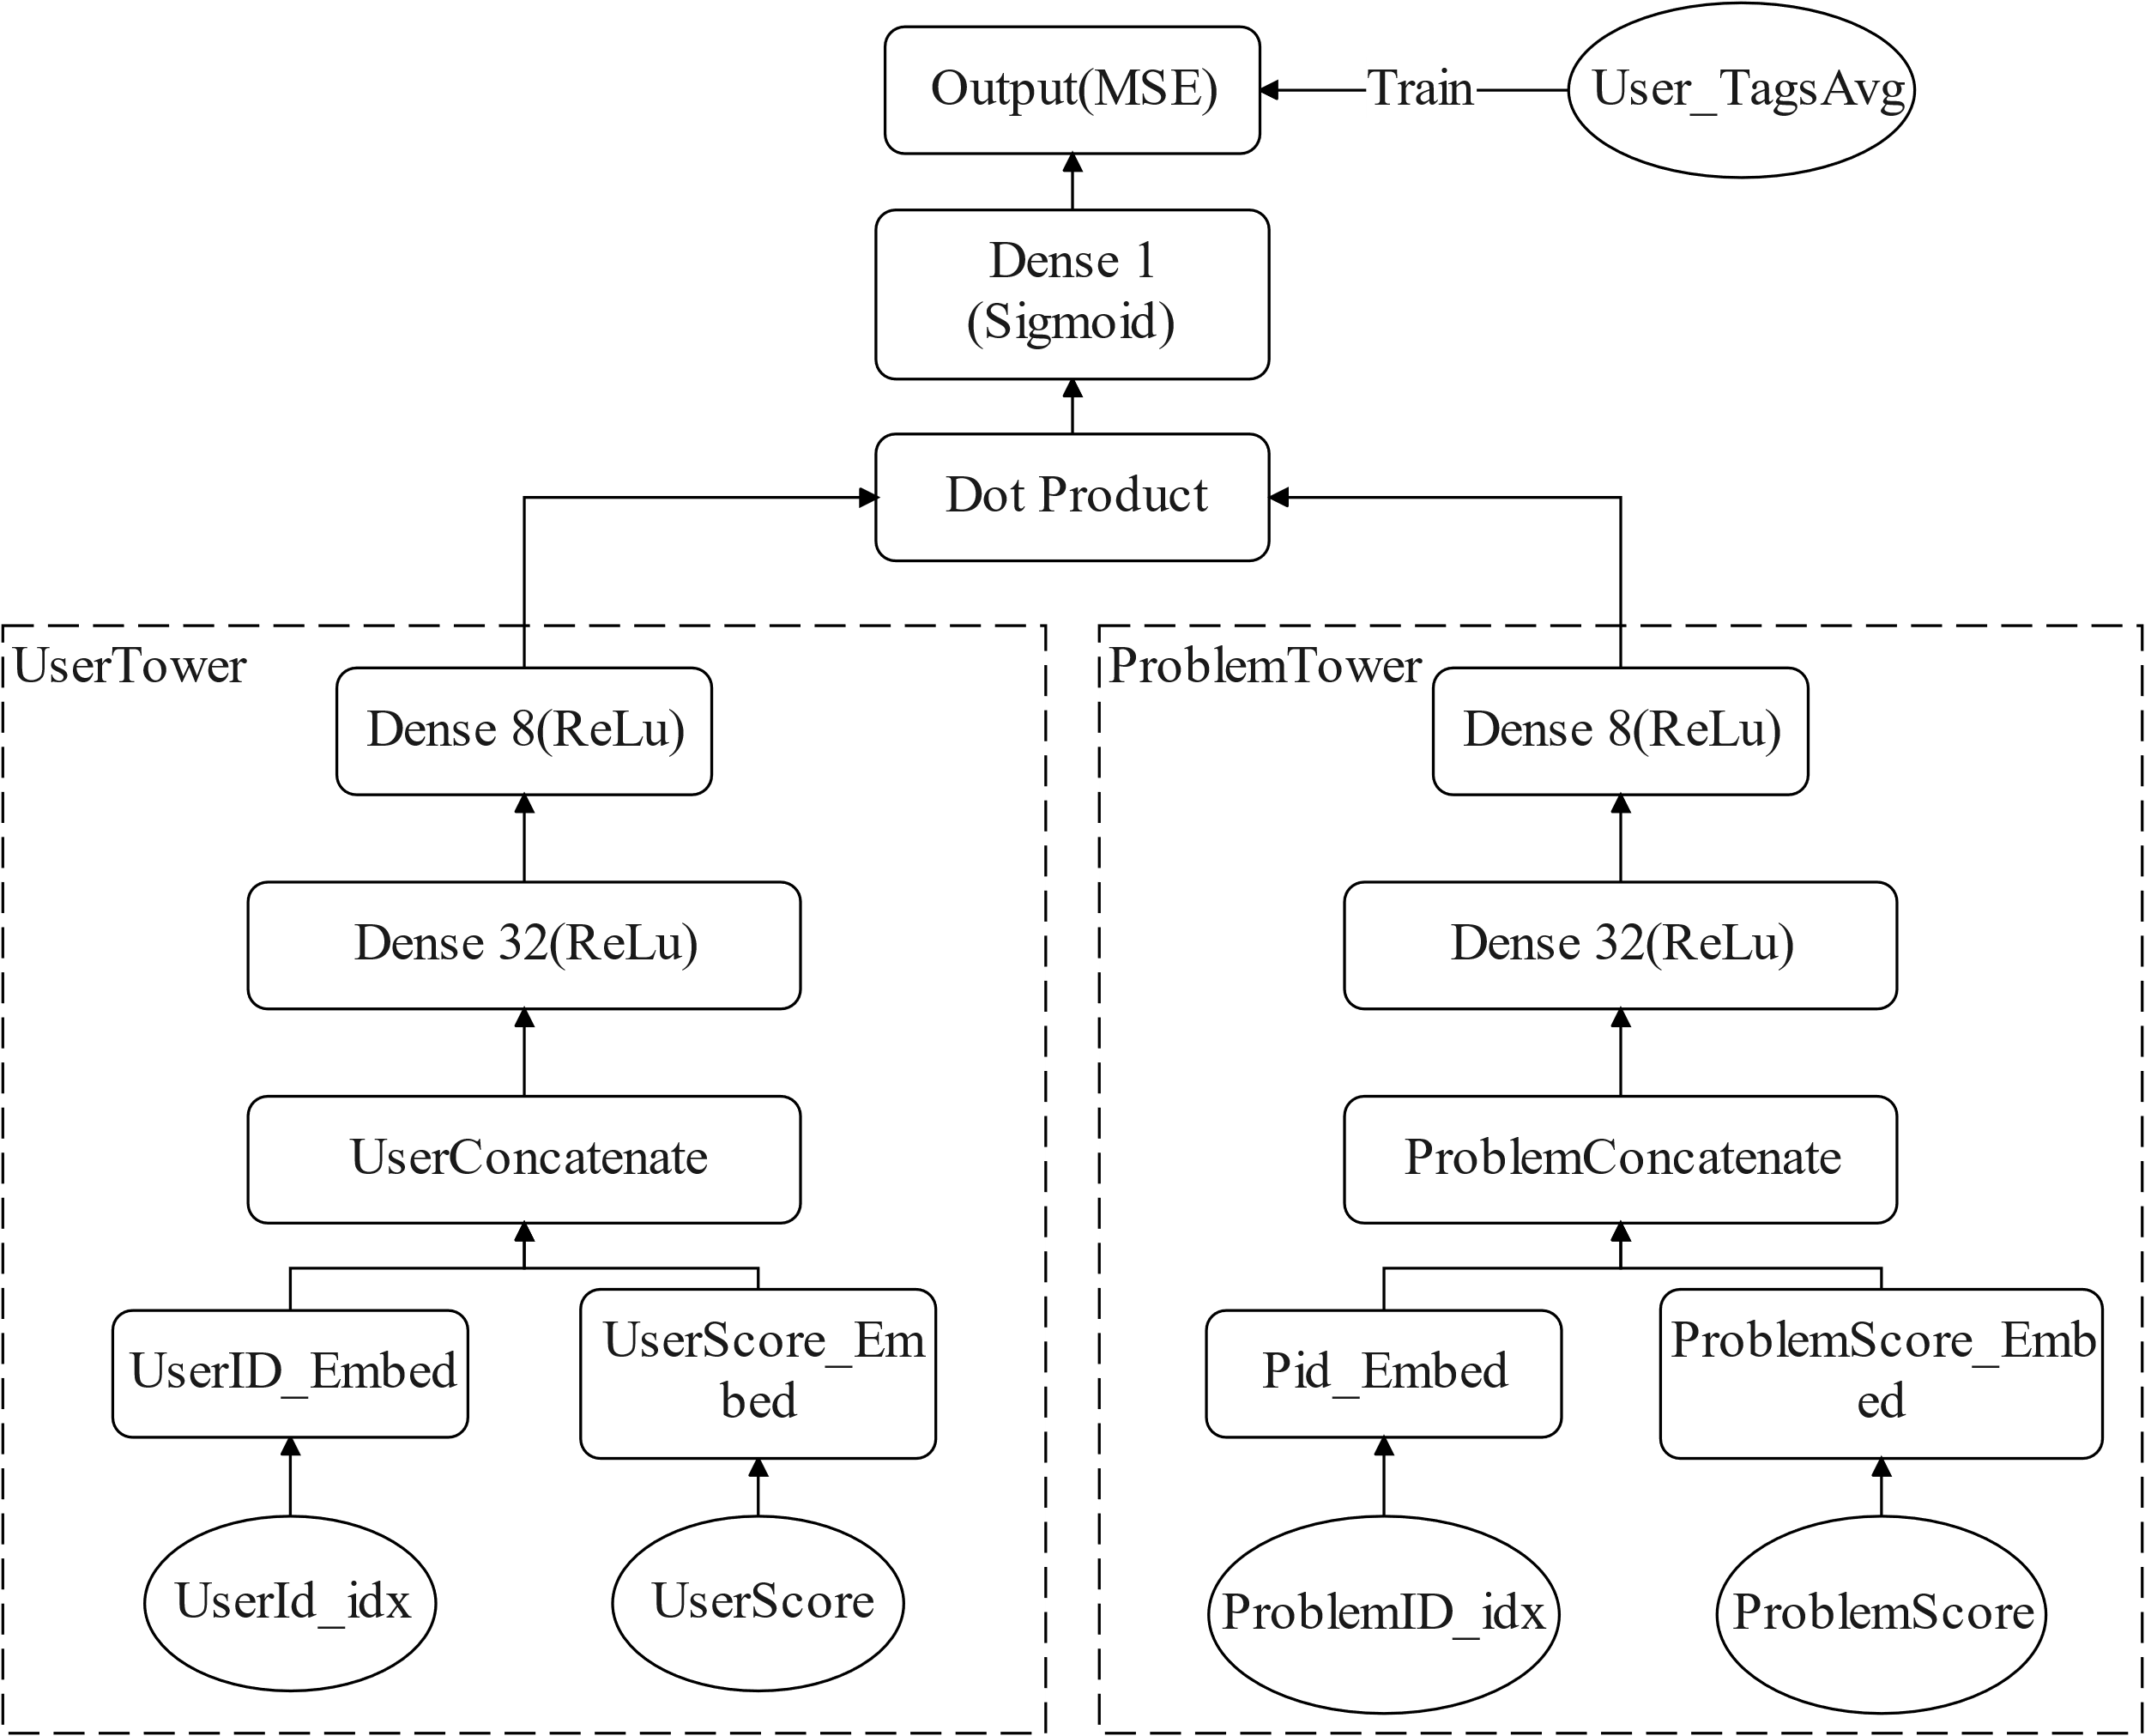 Output(MSE)
Train
User_TagsAvg
Dense 1
(Sigmoid)
Dot Product
UserTower
Dense 8(ReLu)
Dense 32(ReLu)
UserConcatenate
UserID_Embed
UserScore_Em
bed
UserId_idx
UserScore
ProblemTower
Dense 8(ReLu)
Dense 32(ReLu)
ProblemConcatenate
Pid_Embed
ProblemScore_Emb
ed
ProblemID_idx
ProblemScore